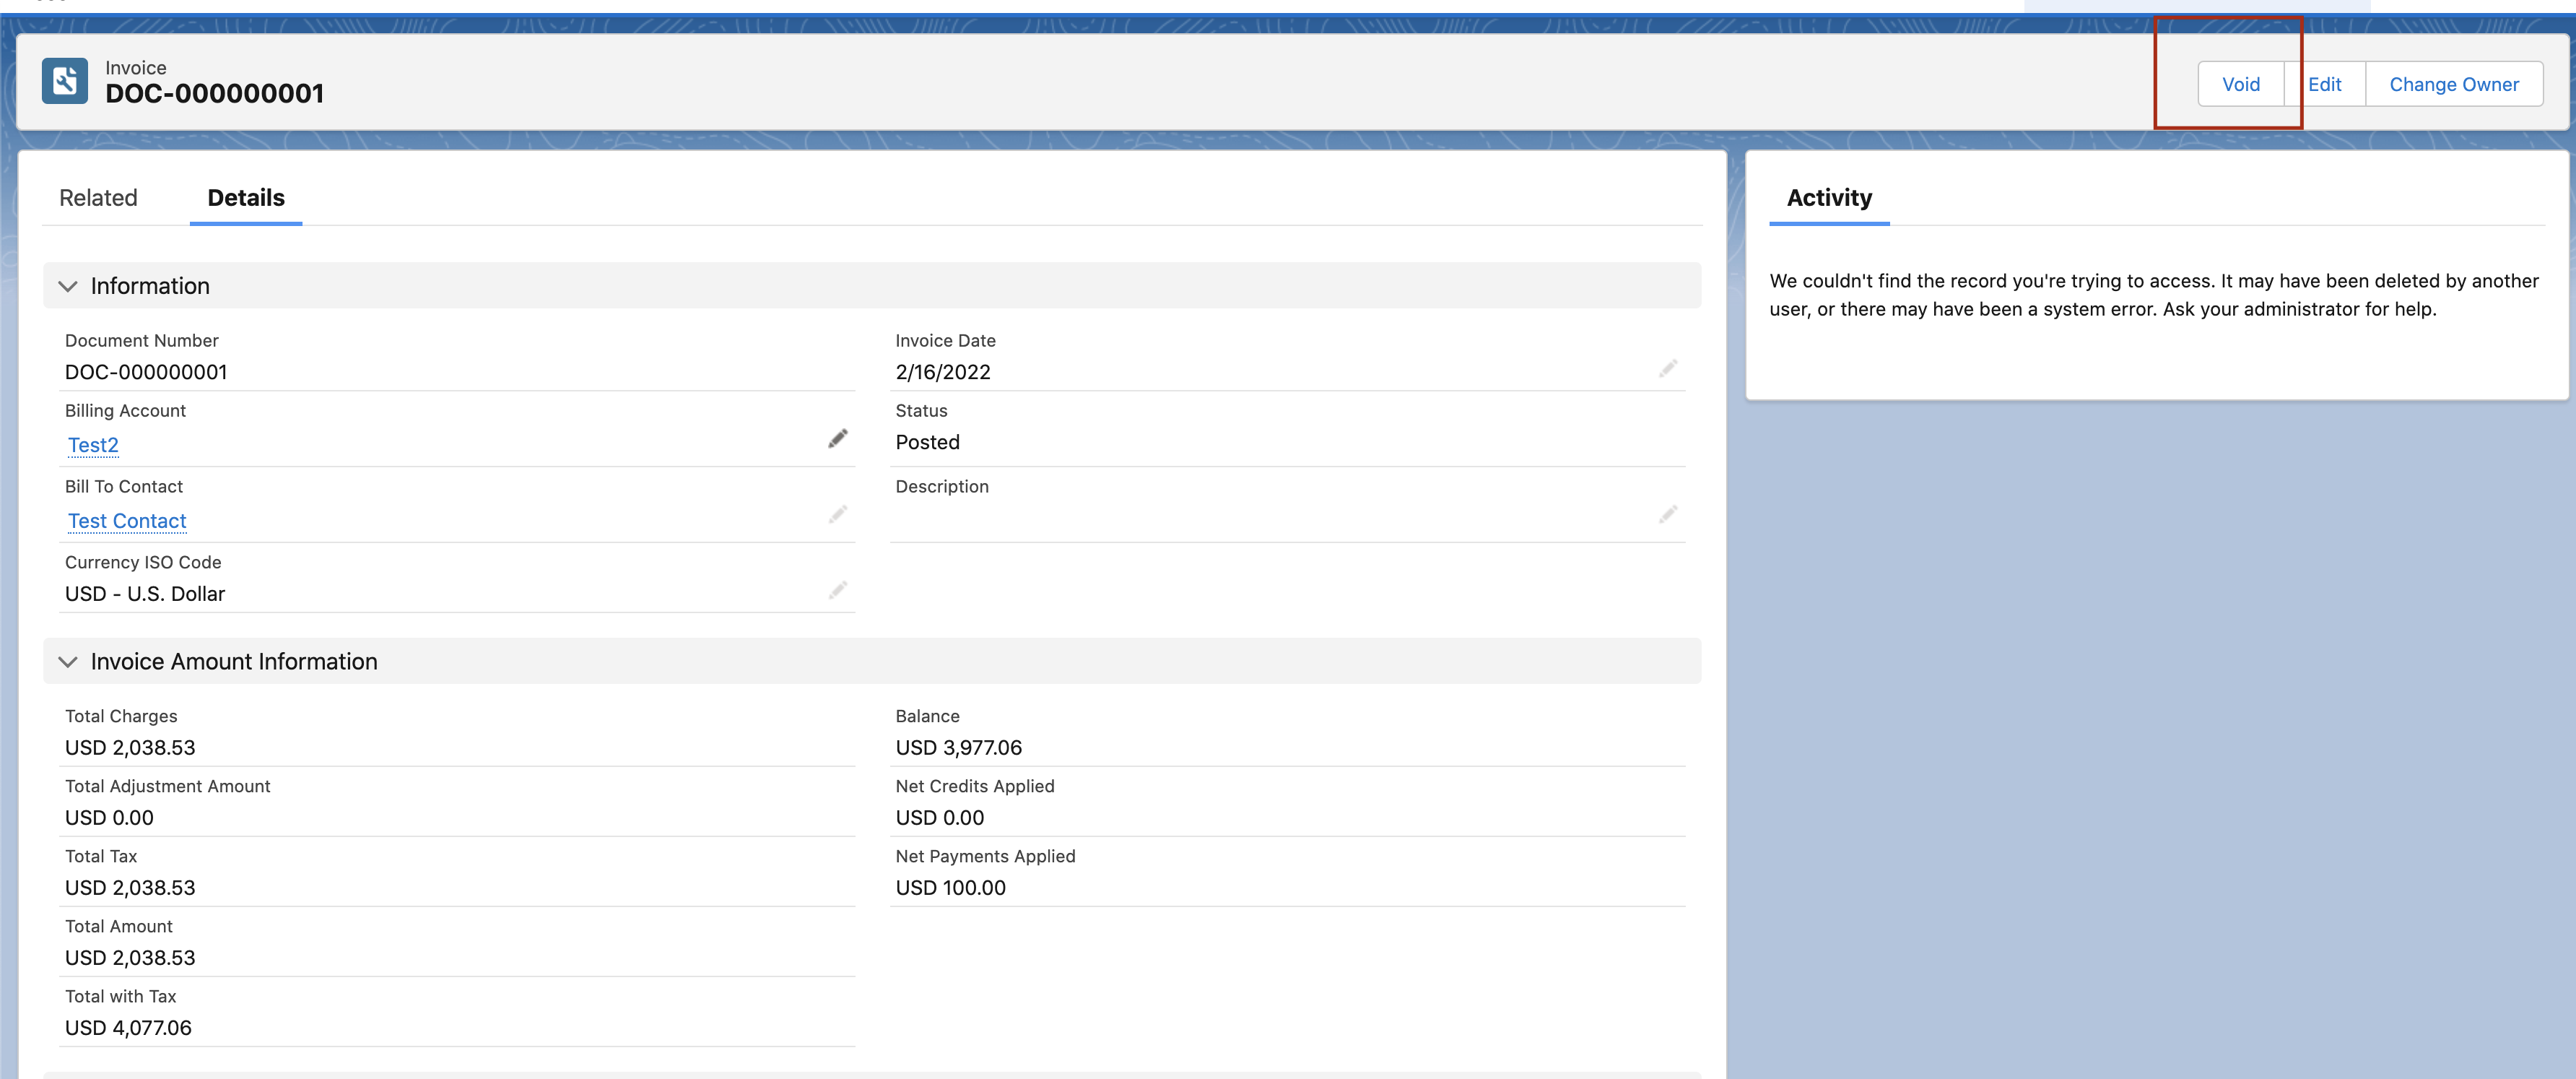 Invoice
DOC-000000001
Void
Edit
Change Owner
Related
Details
Information
Document Number
DOC-000000001
Invoice Date
2/16/2022
Billing Account
Test2
Status
Posted
Bill To Contact
Test Contact
Description
Currency ISO Code
USD - U.S. Dollar
Invoice Amount Information
Total Charges
USD 2,038.53
Balance
USD 3,977.06
Total Adjustment Amount
USD 0.00
Net Credits Applied
USD 0.00
Total Tax
USD 2,038.53
Net Payments Applied
USD 100.00
Total Amount
USD 2,038.53
Total with Tax
USD 4,077.06
Activity
We couldn't find the record you're trying to access. It may have been deleted by another
user, or there may have been a system error. Ask your administrator for help.